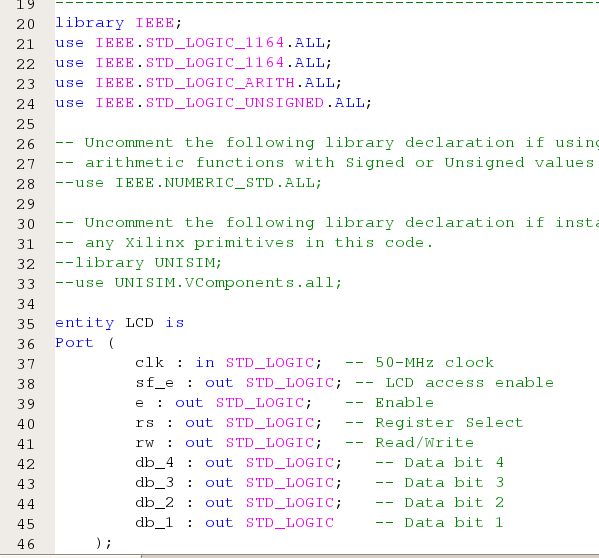 19 --------------------------------------------------------
20 library IEEE;
21 use IEEE.STD_LOGIC_1164.ALL;
22 use IEEE.STD_LOGIC_1164.ALL;
23 use IEEE.STD_LOGIC_ARITH.ALL;
24 use IEEE.STD_LOGIC_UNSIGNED.ALL;
25
26 -- Uncomment the following library declaration if using
27 -- arithmetic functions with Signed or Unsigned values
28 --use IEEE.NUMERIC_STD.ALL;
29
30 -- Uncomment the following library declaration if insta
31 -- any Xilinx primitives in this code.
32 --library UNISIM;
33 --use UNISIM.VComponents.all;
34
35 entity LCD is
36 Port (
37         clk : in STD_LOGIC;  -- 50-MHz clock
38         sf_e : out STD_LOGIC; -- LCD access enable
39         e : out STD_LOGIC;   -- Enable
40         rs : out STD_LOGIC;  -- Register Select
41         rw : out STD_LOGIC;  -- Read/Write
42         db_4 : out STD_LOGIC;   -- Data bit 4
43         db_3 : out STD_LOGIC;   -- Data bit 3
44         db_2 : out STD_LOGIC;   -- Data bit 2
45         db_1 : out STD_LOGIC    -- Data bit 1
46     );